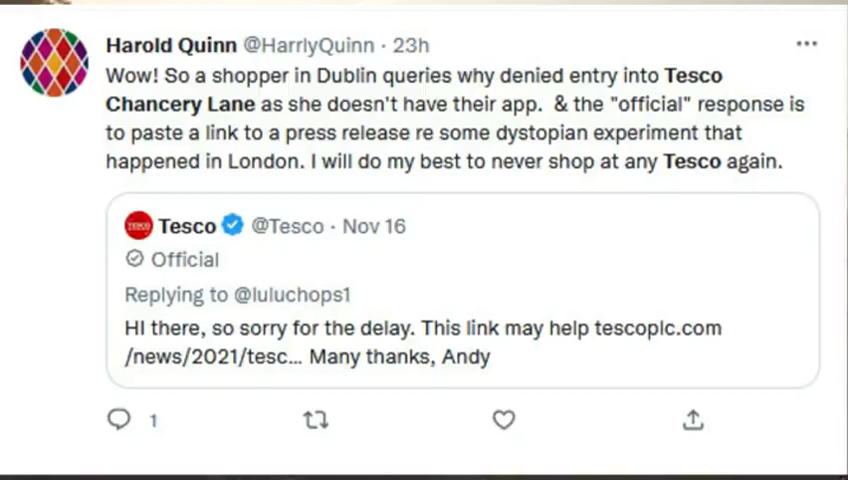 Harold Quinn @HarrlyQuinn · 23h
Wow! So a shopper in Dublin queries why denied entry into Tesco
Chancery Lane as she doesn't have their app. & the "official" response is
to paste a link to a press release re some dystopian experiment that
happened in London. I will do my best to never shop at any Tesco again.
TESCO
Tesco @Tesco · Nov 16
Official
Replying to @luluchops1
HI there, so sorry for the delay. This link may help tescoplc.com
/news/2021/tesc... Many thanks, Andy
1